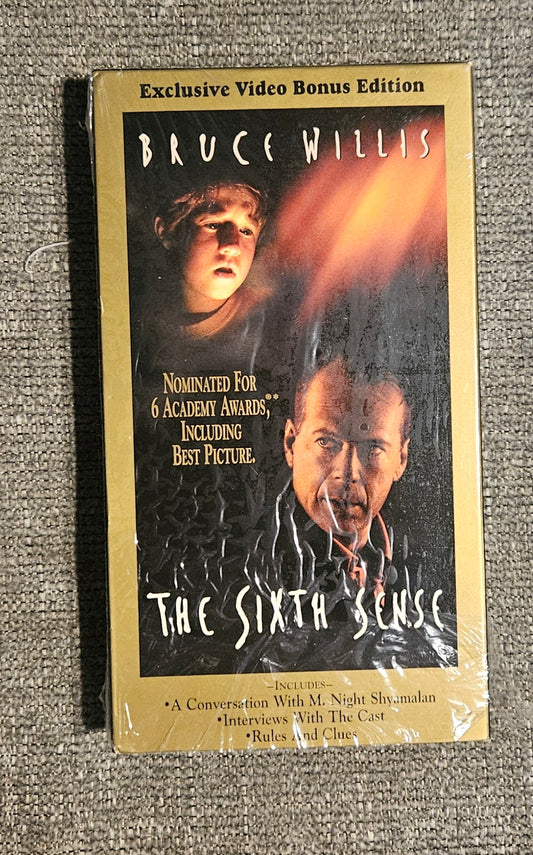 Exclusive Video Bonus Edition
BRUCE WILLIS
NOMINATED FOR
6 ACADEMY AWARDS,®*
INCLUDING
BEST PICTURE.
THE SIXTH SENSE
–INCLUDES–
•A Conversation With M. Night Shyamalan
•Interviews With The Cast
•Rules And Clues